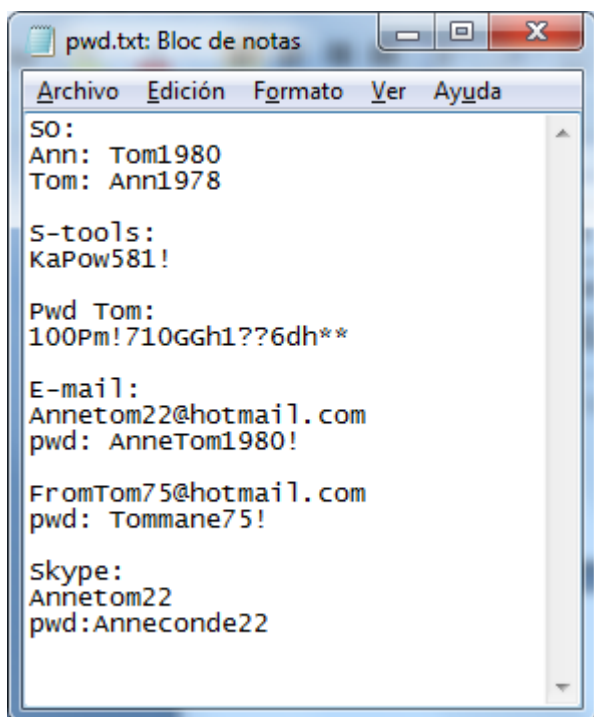 pwd.txt: Bloc de notas
Archivo Edición Formato Ver Ayuda
SO:
Ann: Tom1980
Tom: Ann1978
S-tools:
KaPow581!
Pwd Tom:
100Pm!710GGh1??6dh**
E-mail:
Annetom22@hotmail.com
pwd: AnneTom1980!
FromTom75@hotmail.com
pwd: Tommane75!
Skype:
Annetom22
pwd:Anneconde22